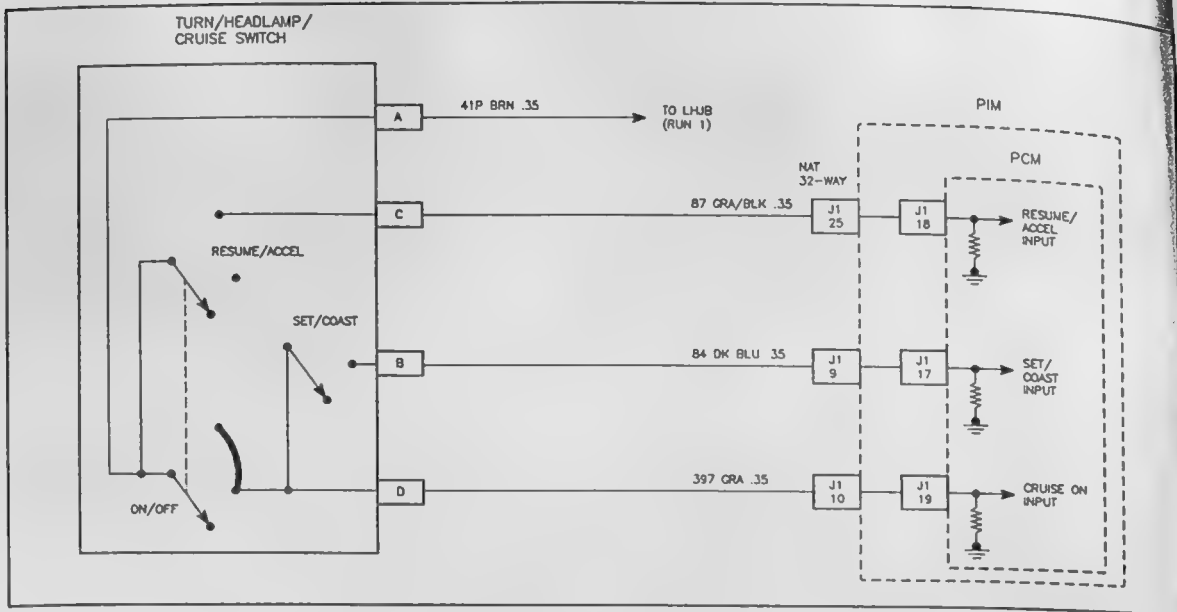 TURN/HEADLAMP/
CRUISE SWITCH
A
41P BRN .35
TO LHJB
(RUN 1)
PIM
PCM
NAT
32-WAY
C
87 GRA/BLK .35
J1
25
J1
18
RESUME/
ACCEL
INPUT
RESUME/ACCEL
SET/COAST
B
84 DK BLU .35
J1
9
J1
17
SET/
COAST
INPUT
D
397 GRA .35
J1
10
J1
19
CRUISE ON
INPUT
ON/OFF